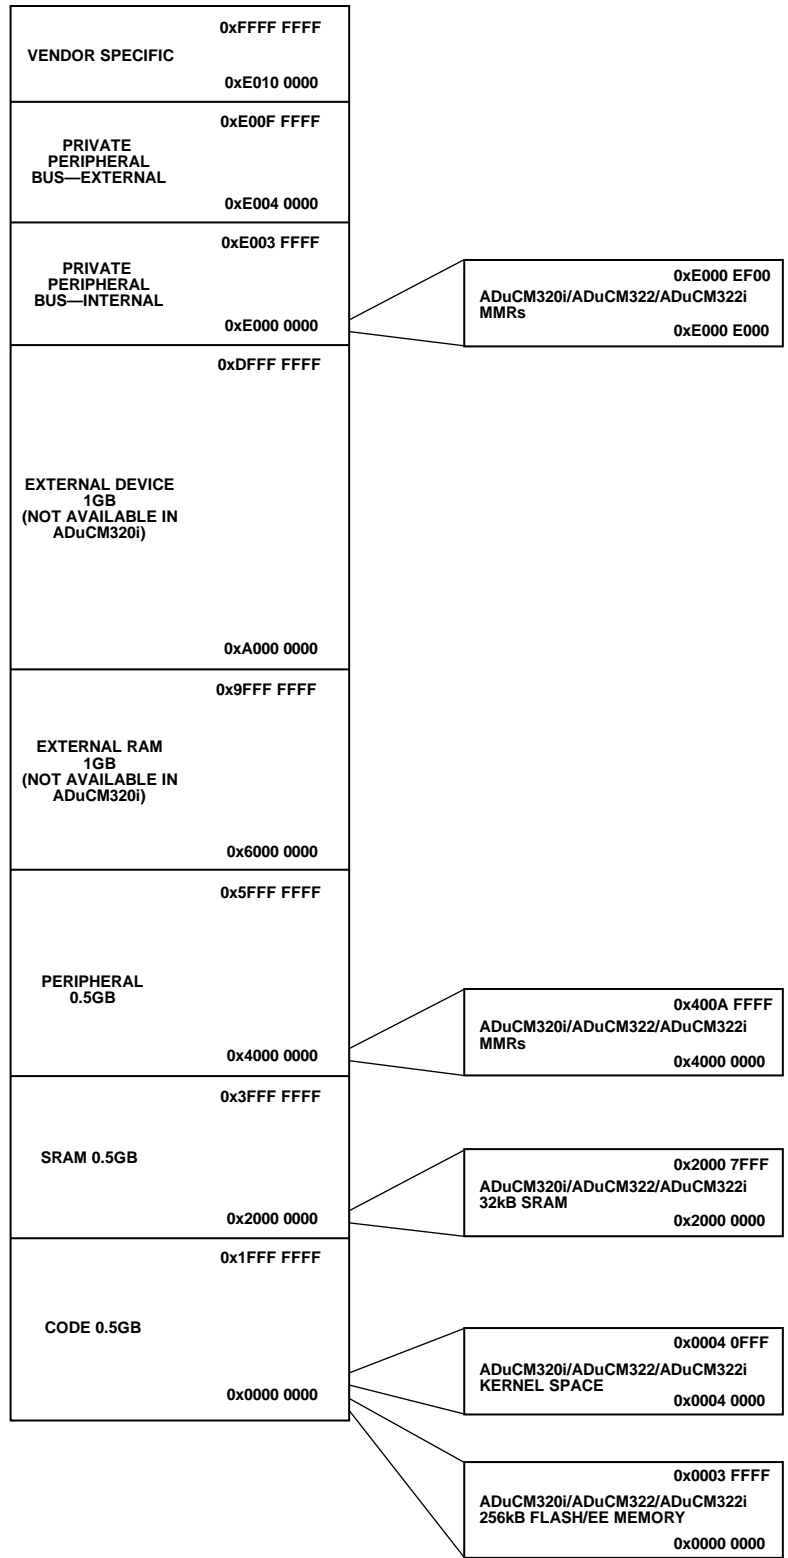 0xFFFF FFFF
VENDOR SPECIFIC
0xE010 0000
0xE00F FFFF
PRIVATE
PERIPHERAL
BUS—EXTERNAL
0xE004 0000
0xE003 FFFF
PRIVATE
PERIPHERAL
BUS—INTERNAL
0xE000 0000
0xE000 EF00
ADuCM320i/ADuCM322/ADuCM322i
MMRs
0xE000 E000
0xDFFF FFFF
EXTERNAL DEVICE
1GB
(NOT AVAILABLE IN
ADuCM320i)
0xA000 0000
0x9FFF FFFF
EXTERNAL RAM
1GB
(NOT AVAILABLE IN
ADuCM320i)
0x6000 0000
0x5FFF FFFF
PERIPHERAL
0.5GB
0x4000 0000
0x400A FFFF
ADuCM320i/ADuCM322/ADuCM322i
MMRs
0x4000 0000
0x3FFF FFFF
SRAM 0.5GB
0x2000 0000
0x2000 7FFF
ADuCM320i/ADuCM322/ADuCM322i
32kB SRAM
0x2000 0000
0x1FFF FFFF
CODE 0.5GB
0x0000 0000
0x0004 0FFF
ADuCM320i/ADuCM322/ADuCM322i
KERNEL SPACE
0x0004 0000
0x0003 FFFF
ADuCM320i/ADuCM322/ADuCM322i
256kB FLASH/EE MEMORY
0x0000 0000